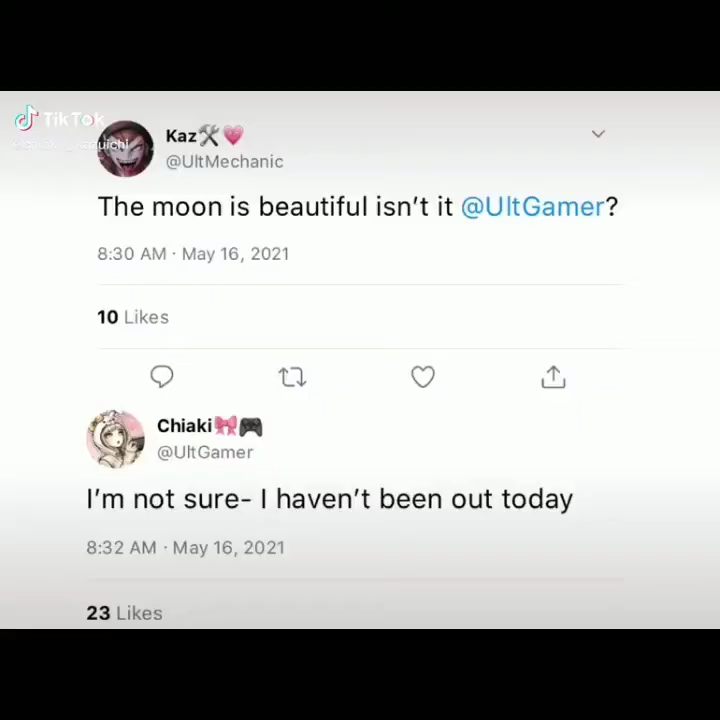 TikTok
Kaz🛠️💗
@UltMechanic
The moon is beautiful isn't it @UltGamer?
8:30 AM · May 16, 2021
10 Likes
Chiaki🎀🎮
@UltGamer
I'm not sure- I haven't been out today
8:32 AM · May 16, 2021
23 Likes